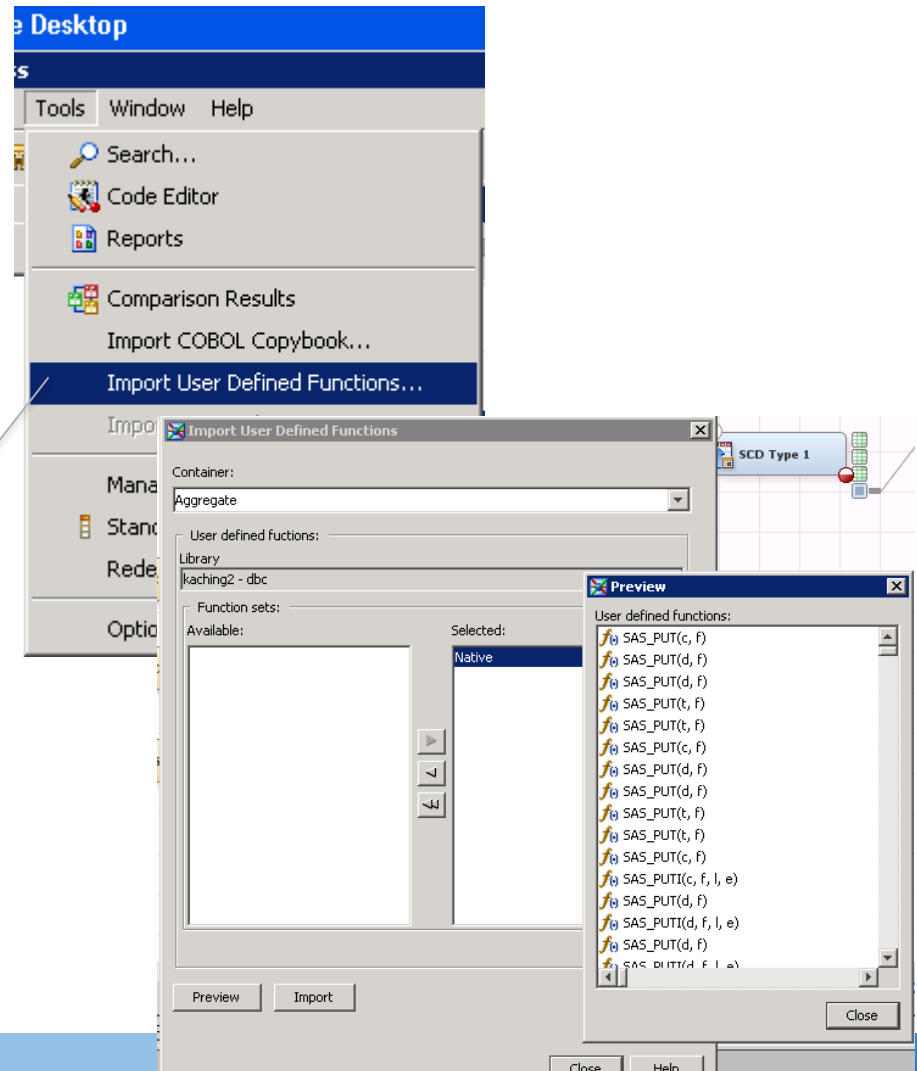 e Desktop
ss
Tools Window Help
Search...
Code Editor
Reports
Comparison Results
Import COBOL Copybook...
Import User Defined Functions...
Impo
Mana
Stan
Rede
Optio
Import User Defined Functions
Container:
Aggregate
User defined fuctions:
Library
kaching2 - dbc
Function sets:
Available:
Selected:
Native
Preview
Import
Close
Help
SCD Type 1
Preview
User defined functions:
SAS_PUT(c, f)
SAS_PUT(d, f)
SAS_PUT(d, f)
SAS_PUT(t, f)
SAS_PUT(t, f)
SAS_PUT(c, f)
SAS_PUT(d, f)
SAS_PUT(d, f)
SAS_PUT(t, f)
SAS_PUT(t, f)
SAS_PUT(c, f)
SAS_PUTI(c, f, l, e)
SAS_PUT(d, f)
SAS_PUTI(d, f, l, e)
SAS_PUT(d, f)
SAS_PUTI(d, f, l, e)
Close